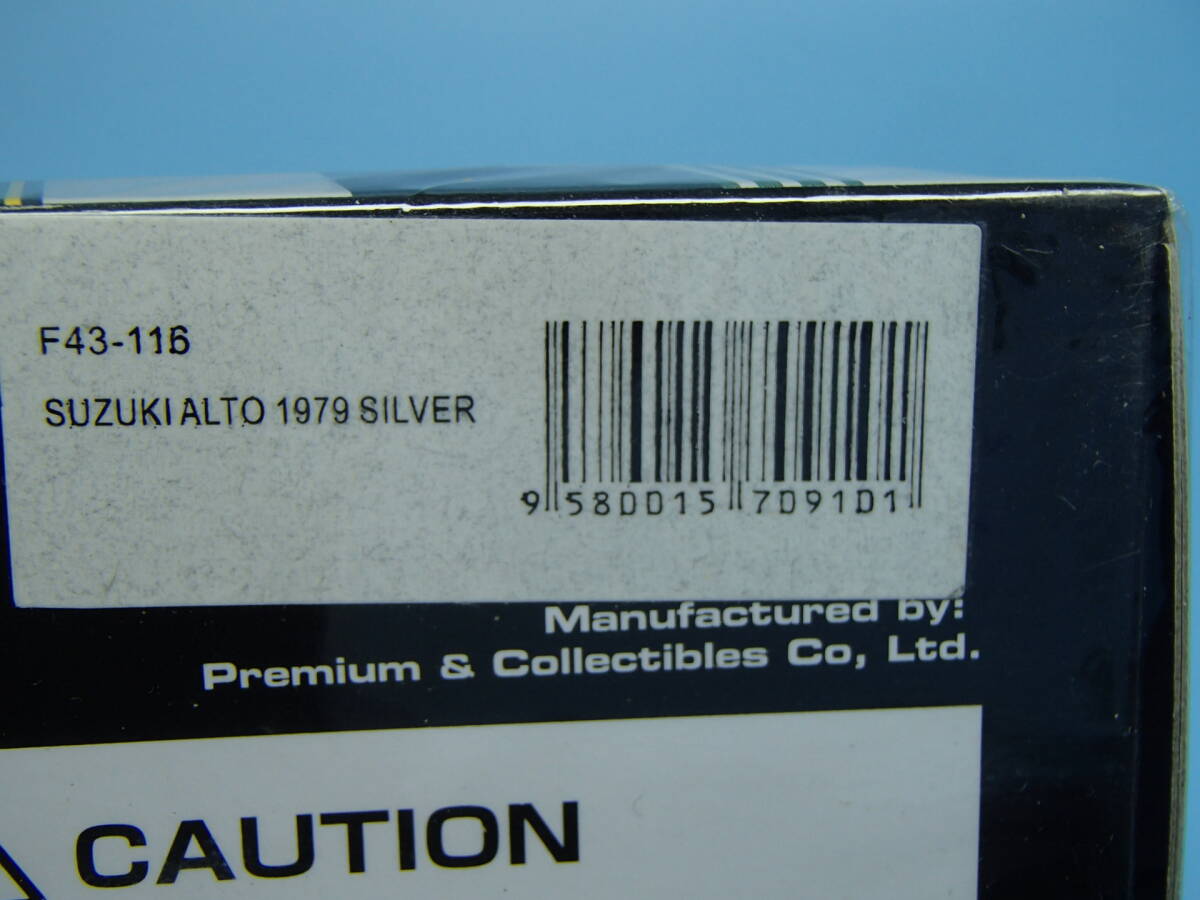 F43-116
SUZUKI ALTO 1979 SILVER
9 580015 709101
Manufactured by:
Premium & Collectibles Co, Ltd.
CAUTION